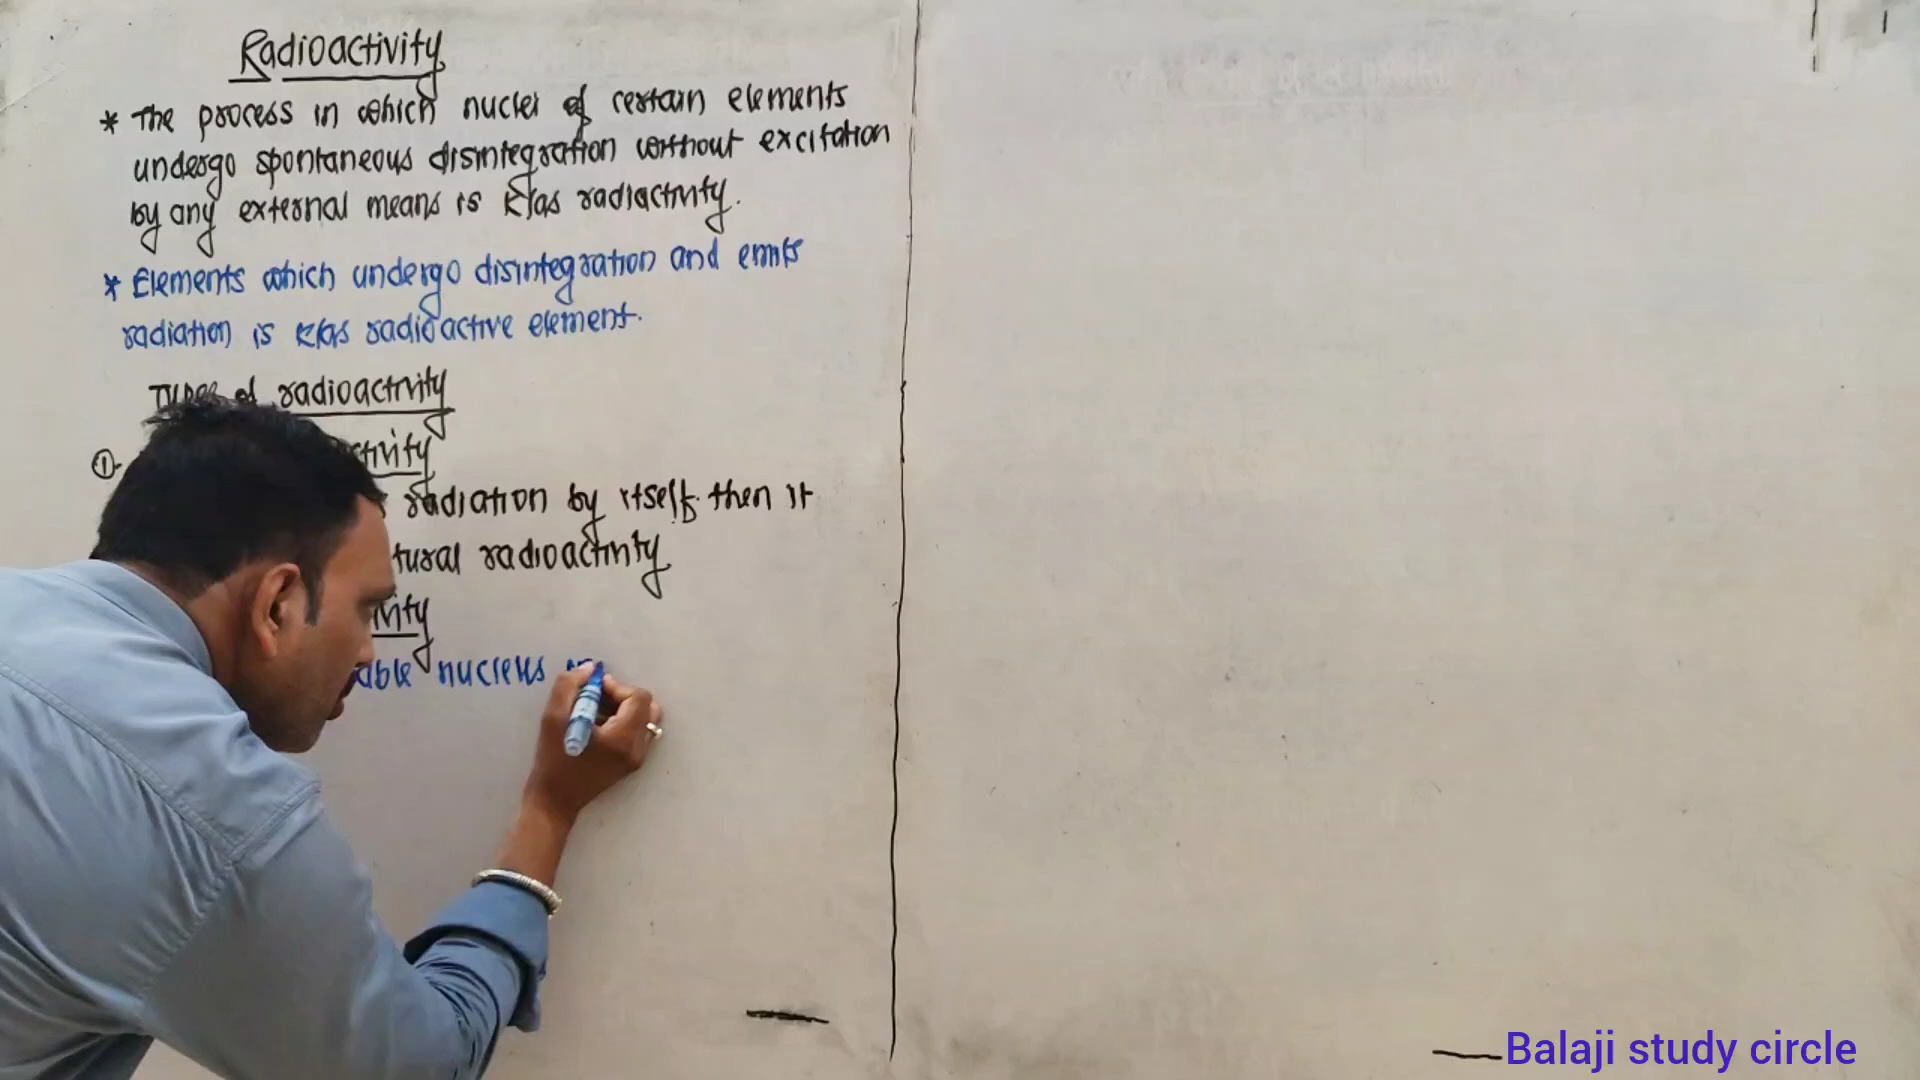 Radioactivity
* The process in which nuclei of certain elements
undergo spontaneous disintegration without excitation
by any external means is k/as radiactivity.
* Elements which undergo disintegration and emits
radiation is k/as radioactive element.
Types of radioactivity
①- ctivity
radiation by itself. then it
tural radioactivity
ivity
able nucleus
Balaji study circle